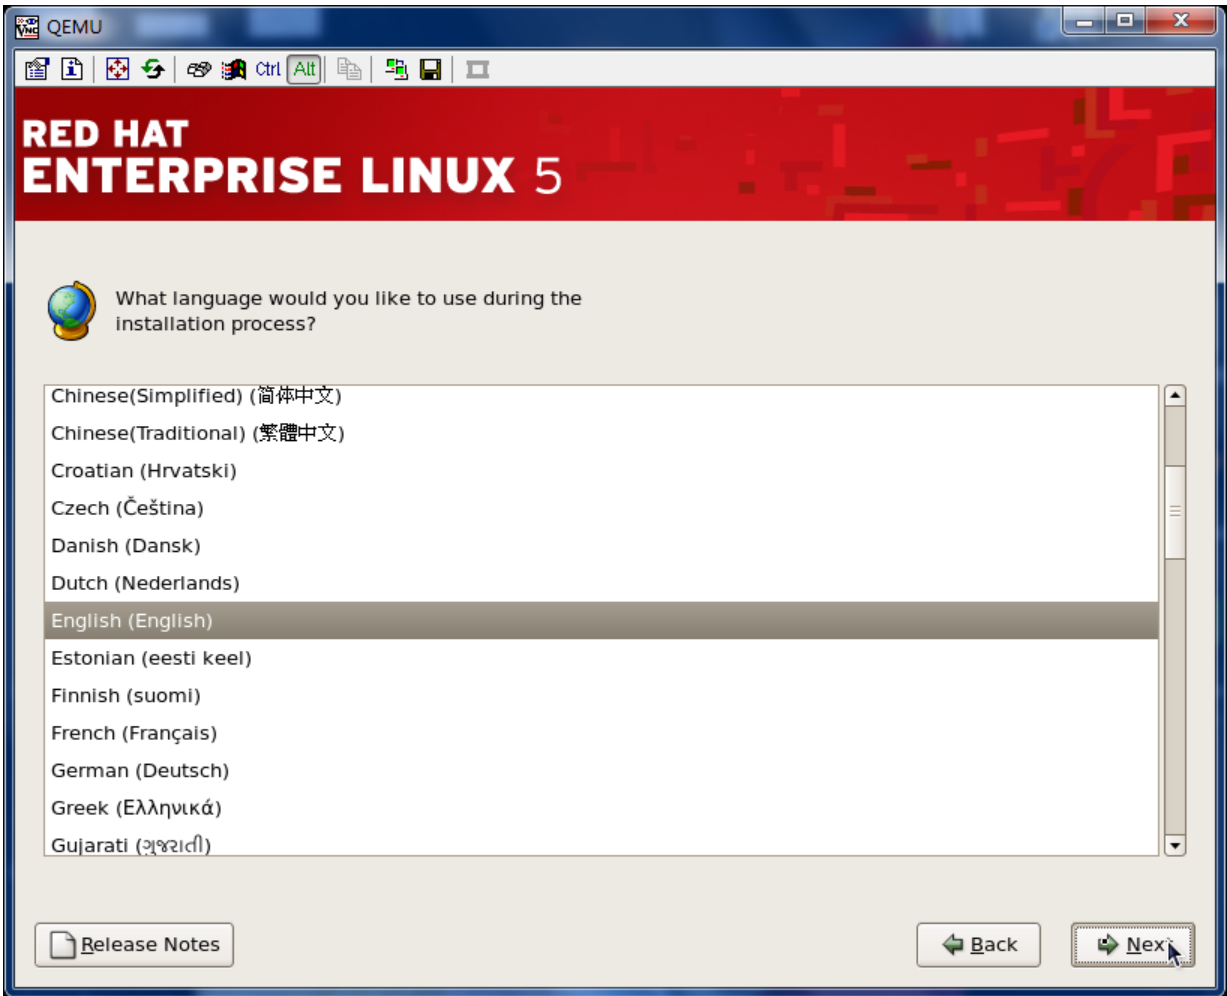 QEMU
Ctrl Alt
RED HAT
ENTERPRISE LINUX 5
What language would you like to use during the
installation process?
Chinese(Simplified) (简体中文)
Chinese(Traditional) (繁體中文)
Croatian (Hrvatski)
Czech (Čeština)
Danish (Dansk)
Dutch (Nederlands)
English (English)
Estonian (eesti keel)
Finnish (suomi)
French (Français)
German (Deutsch)
Greek (Ελληνικά)
Gujarati (ગુજરાતી)
Release Notes
Back
Next